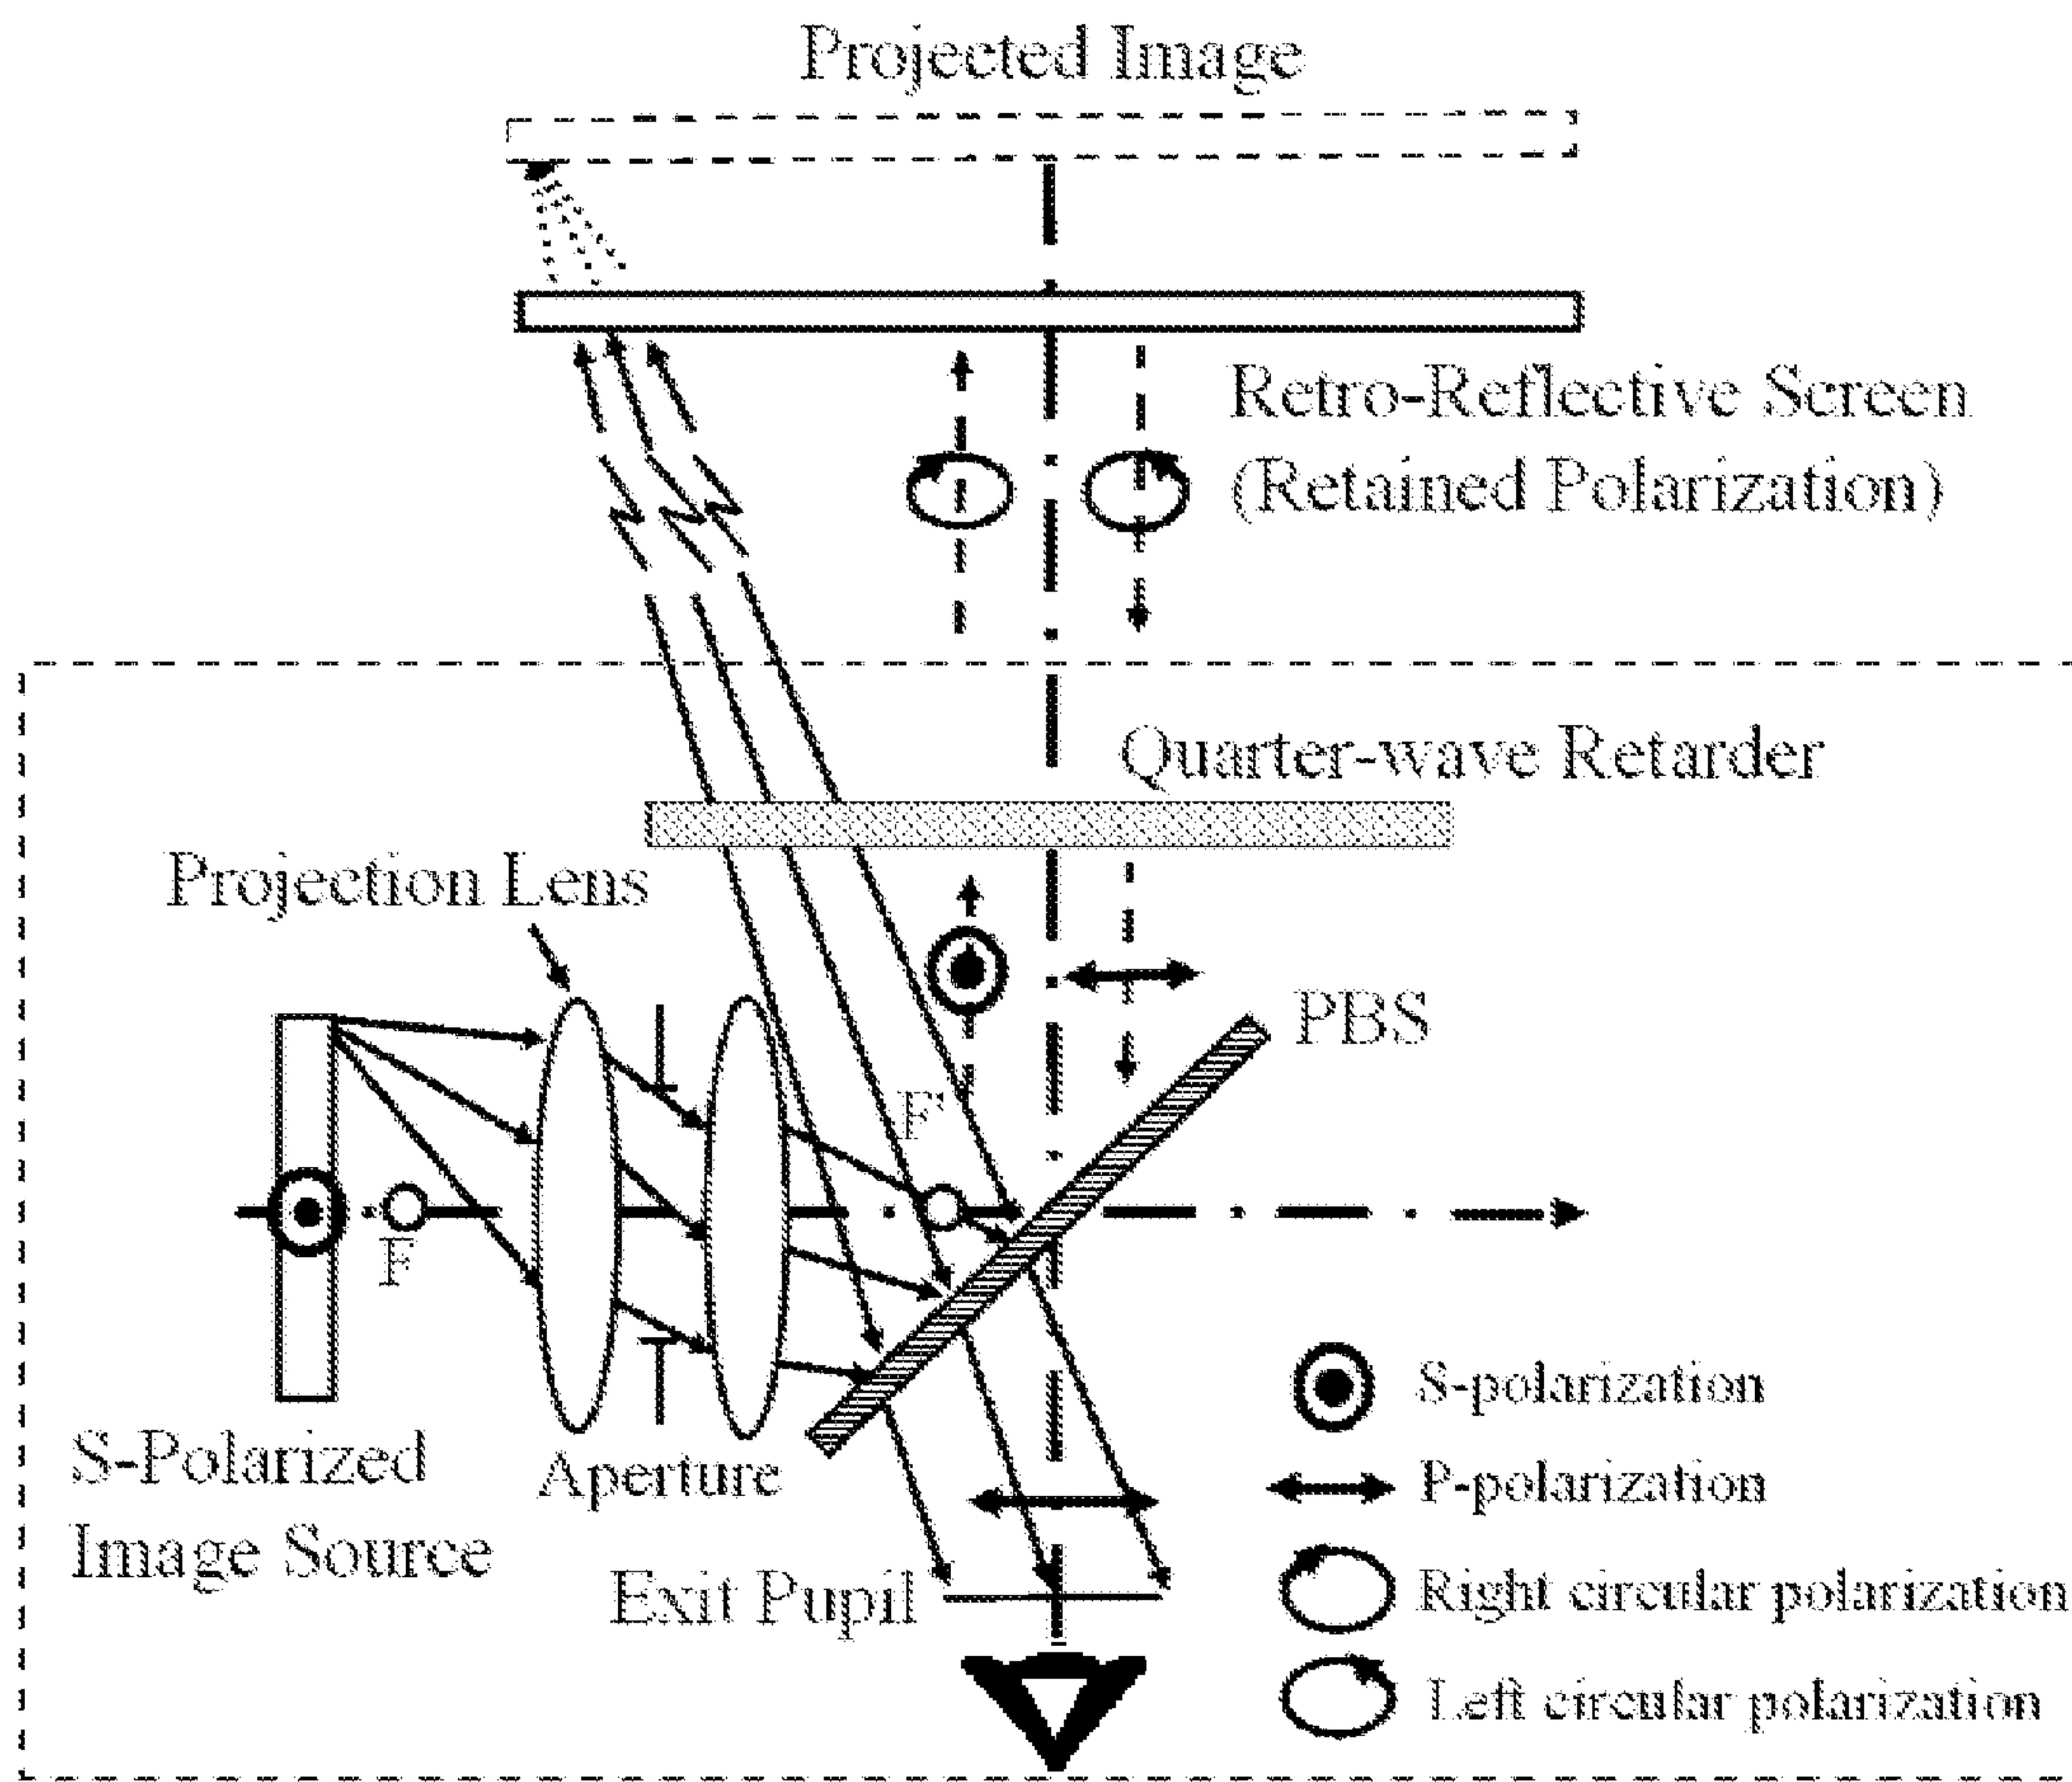 Projected Image
Retro-Reflective Screen
(Retained Polarization)
Quarter-wave Retarder
Projection Lens
PBS
F'
F
S-Polarized
Image Source
Aperture
Exit Pupil
S-polarization
P-polarization
Right circular polarization
Left circular polarization